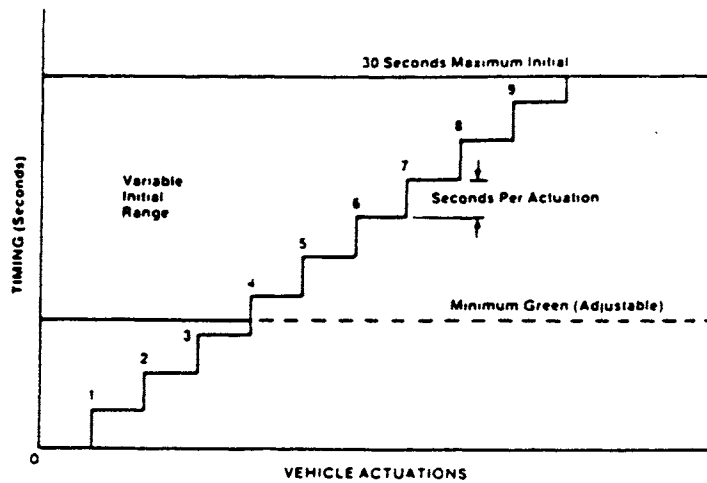 30 Seconds Maximum Initial
9
8
7
Variable
Initial
Range
Seconds Per Actuation
6
5
4
Minimum Green (Adjustable)
3
2
1
0
TIMING (Seconds)
VEHICLE ACTUATIONS